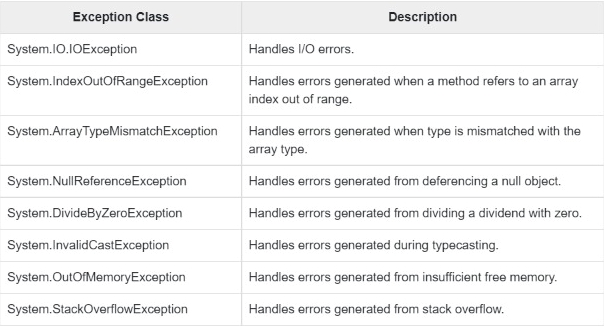 Exception Class Description
System.IO.IOException Handles I/O errors.
System.IndexOutOfRangeException Handles errors generated when a method refers to an array
index out of range.
System.ArrayTypeMismatchException Handles errors generated when type is mismatched with the
array type.
System.NullReferenceException Handles errors generated from deferencing a null object.
System.DivideByZeroException Handles errors generated from dividing a dividend with zero.
System.InvalidCastException Handles errors generated during typecasting.
System.OutOfMemoryException Handles errors generated from insufficient free memory.
System.StackOverflowException Handles errors generated from stack overflow.